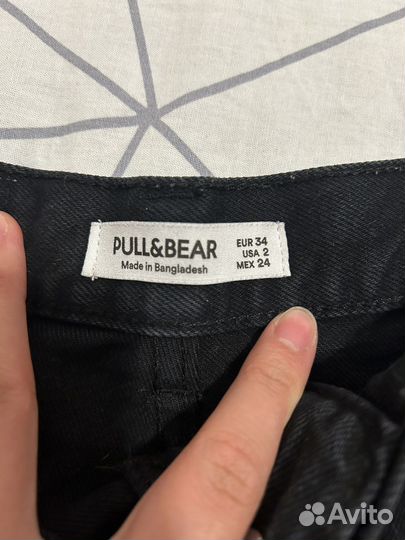 PULL&BEAR
Made in Bangladesh
EUR 34
USA 2
MEX 24
Avito